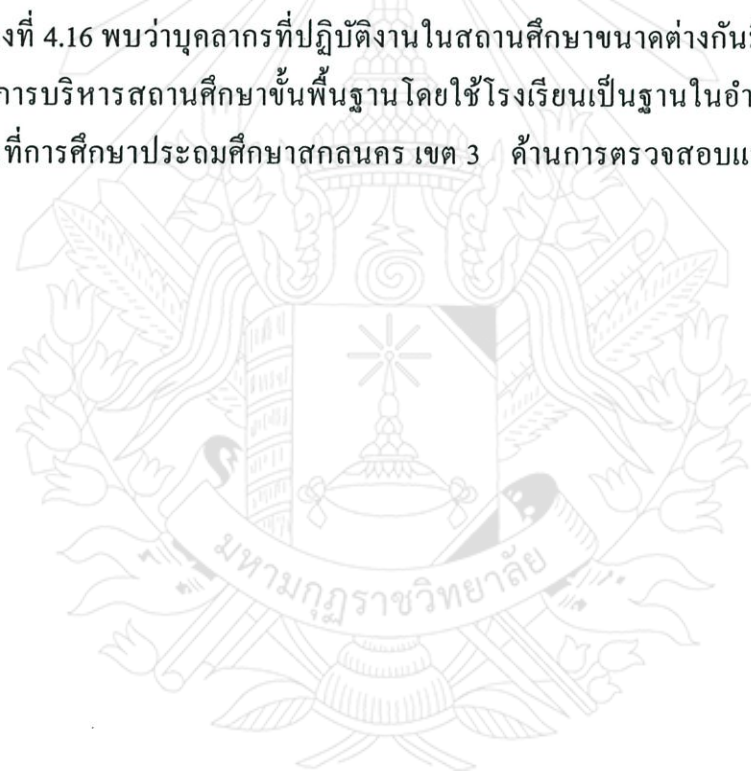 งที่ 4.16 พบว่าบุคลากรที่ปฏิบัติงานในสถานศึกษาขนาดต่างกัน
การบริหารสถานศึกษาขั้นพื้นฐานโดยใช้โรงเรียนเป็นฐานในอำ
ที่การศึกษาประถมศึกษาสกลนคร เขต 3 ด้านการตรวจสอบแ
มหามกุฏราชวิทยาลัย